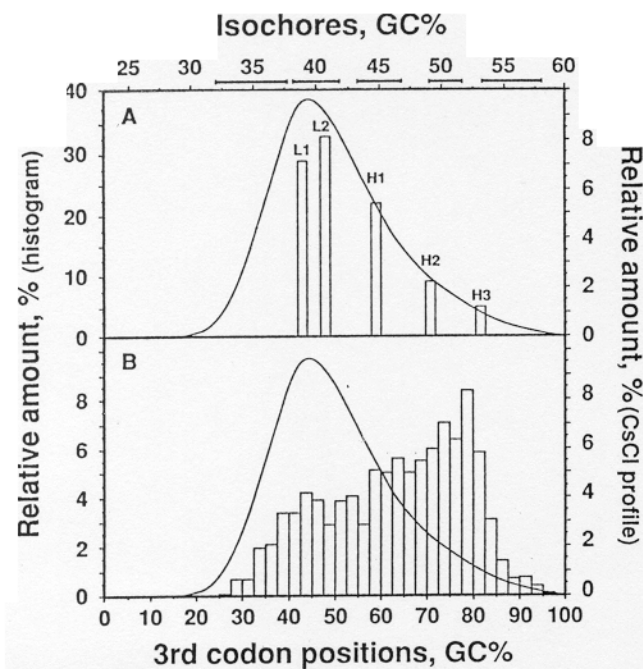 Isochores, GC%
25 30 35 40 45 50 55 60
40
30
20
10
0
Relative amount, % (histogram)
A
L1
L2
H1
H2
H3
8
6
4
2
0
Relative amount, % (CsCl profile)
B
8
6
4
2
0
8
6
4
2
0
0 10 20 30 40 50 60 70 80 90 100
3rd codon positions, GC%